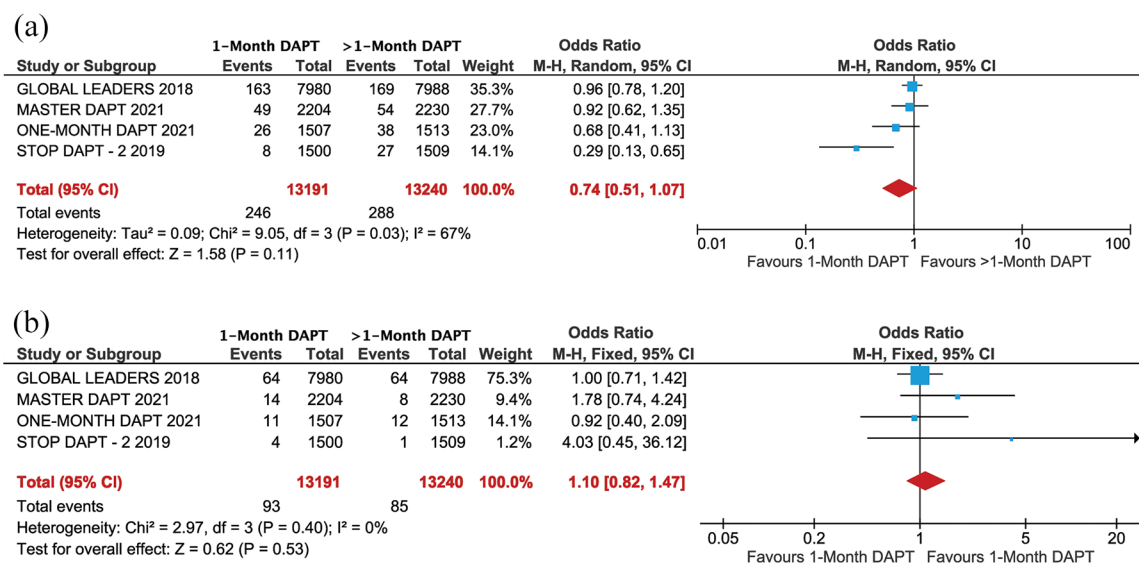 (a)
1-Month DAPT >1-Month DAPT Odds Ratio Odds Ratio
Study or Subgroup Events Total Events Total Weight M-H, Random, 95% CI M-H, Random, 95% CI
GLOBAL LEADERS 2018 163 7980 169 7988 35.3% 0.96 [0.78, 1.20]
MASTER DAPT 2021 49 2204 54 2230 27.7% 0.92 [0.62, 1.35]
ONE-MONTH DAPT 2021 26 1507 38 1513 23.0% 0.68 [0.41, 1.13]
STOP DAPT - 2 2019 8 1500 27 1509 14.1% 0.29 [0.13, 0.65]
Total (95% CI) 13191 13240 100.0% 0.74 [0.51, 1.07]
Total events 246 288
Heterogeneity: Tau² = 0.09; Chi² = 9.05, df = 3 (P = 0.03); I² = 67%
Test for overall effect: Z = 1.58 (P = 0.11)
0.01 0.1 1 10 100
Favours 1-Month DAPT Favours >1-Month DAPT
(b)
1-Month DAPT >1-Month DAPT Odds Ratio Odds Ratio
Study or Subgroup Events Total Events Total Weight M-H, Fixed, 95% CI M-H, Fixed, 95% CI
GLOBAL LEADERS 2018 64 7980 64 7988 75.3% 1.00 [0.71, 1.42]
MASTER DAPT 2021 14 2204 8 2230 9.4% 1.78 [0.74, 4.24]
ONE-MONTH DAPT 2021 11 1507 12 1513 14.1% 0.92 [0.40, 2.09]
STOP DAPT - 2 2019 4 1500 1 1509 1.2% 4.03 [0.45, 36.12]
Total (95% CI) 13191 13240 100.0% 1.10 [0.82, 1.47]
Total events 93 85
Heterogeneity: Chi² = 2.97, df = 3 (P = 0.40); I² = 0%
Test for overall effect: Z = 0.62 (P = 0.53)
0.05 0.2 1 5 20
Favours 1-Month DAPT Favours 1-Month DAPT